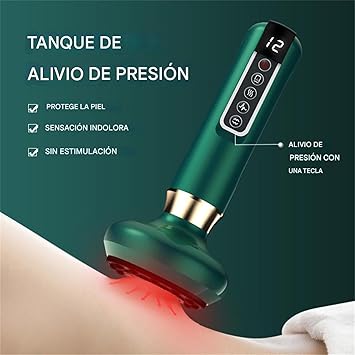 TANQUE DE
ALIVIO DE PRESIÓN
PROTEGE LA PIEL
SENSACIÓN INDOLORA
SIN ESTIMULACIÓN
12
ALIVIO DE
PRESIÓN CON
UNA TECLA